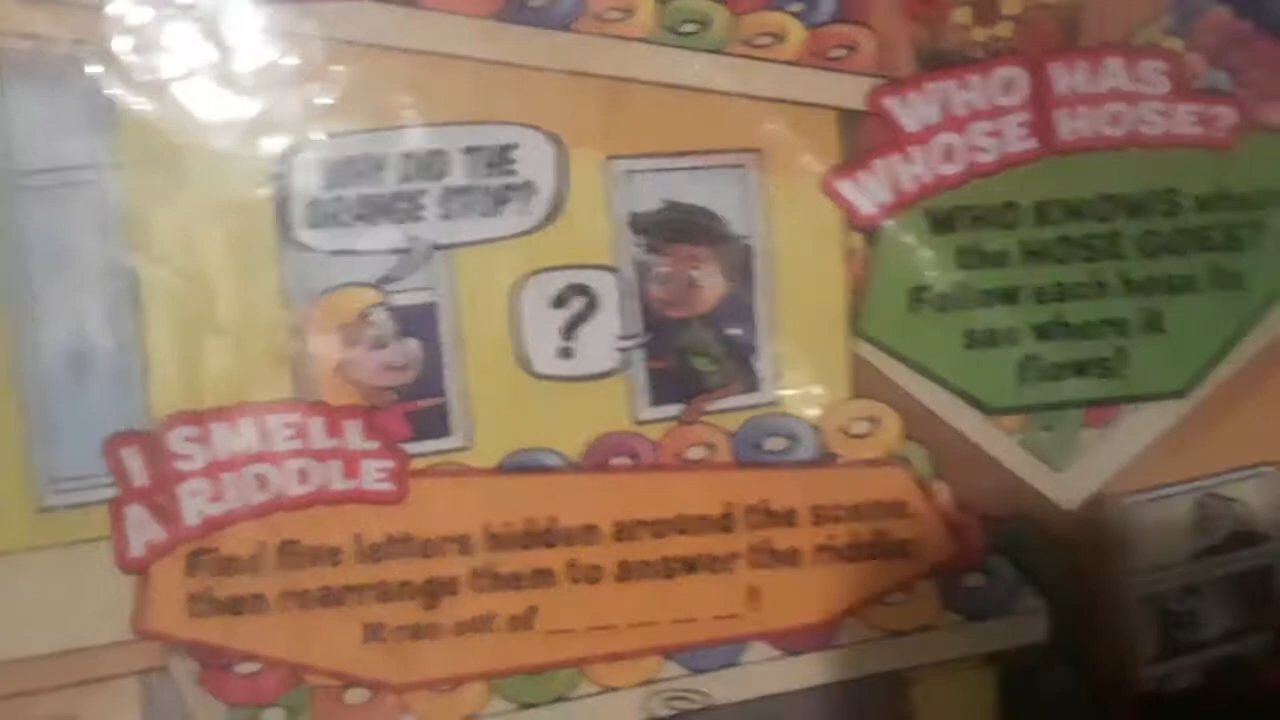 WHY DID THE
ORANGE STOP?
?
I SMELL
A RIDDLE
Find five letters hidden around the scene,
then rearrange them to answer the riddle.
It ran out of _ _ _ _ _!
WHO HAS
WHOSE HOSE?
WHO KNOWS
the HOSE GOES?
Follow each hose to
see where it
flows!